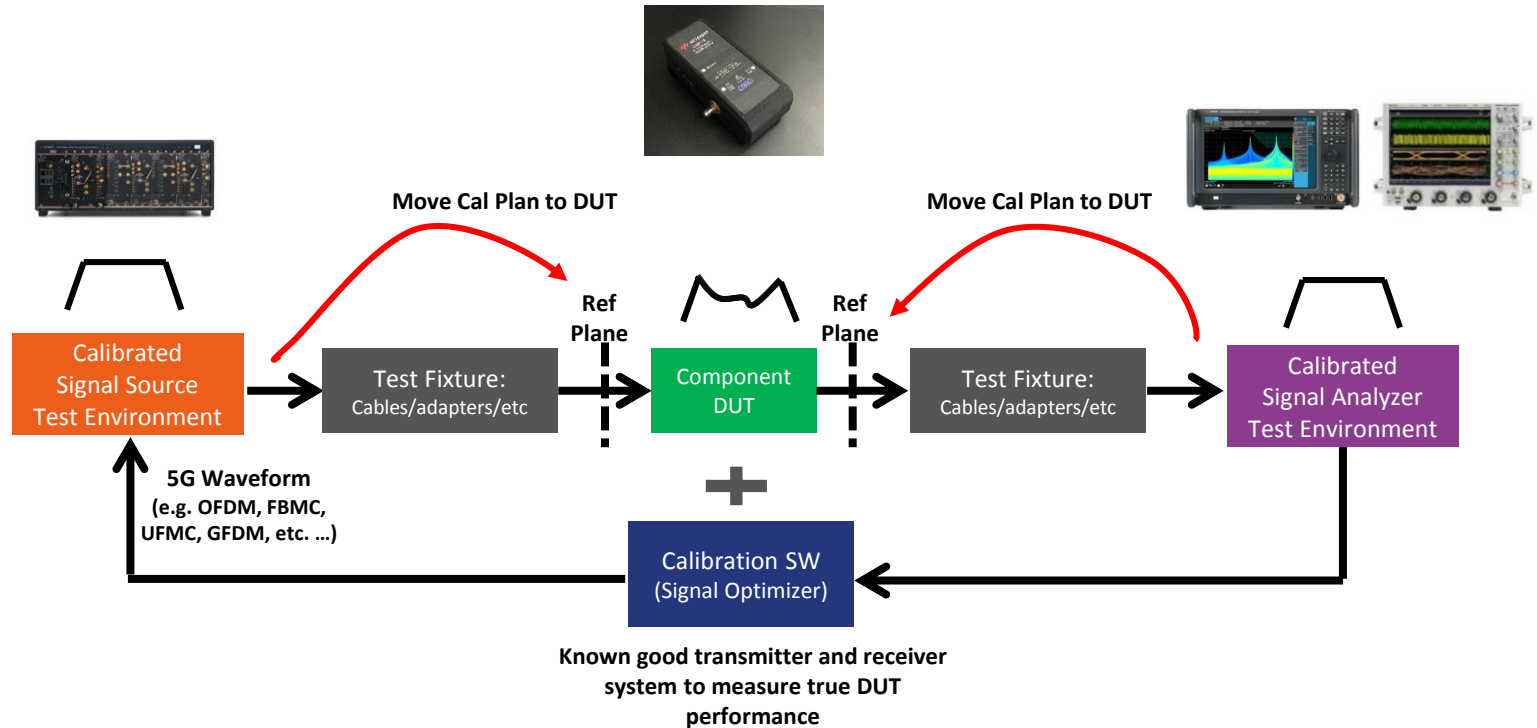 Move Cal Plan to DUT
Move Cal Plan to DUT
Ref
Plane
Ref
Plane
Calibrated
Signal Source
Test Environment
Test Fixture:
Cables/adapters/etc
Component
DUT
Test Fixture:
Cables/adapters/etc
Calibrated
Signal Analyzer
Test Environment
5G Waveform
(e.g. OFDM, FBMC,
UFMC, GFDM, etc. …)
Calibration SW
(Signal Optimizer)
Known good transmitter and receiver
system to measure true DUT
performance